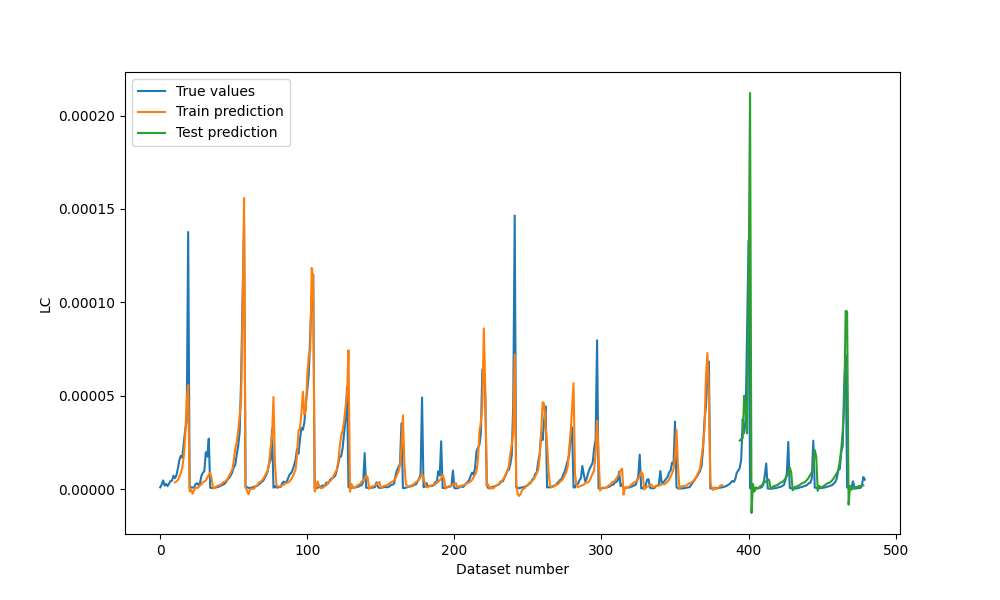 True values
Train prediction
Test prediction
0.00020
0.00015
0.00010
0.00005
0.00000
LC
0 100 200 300 400 500
Dataset number